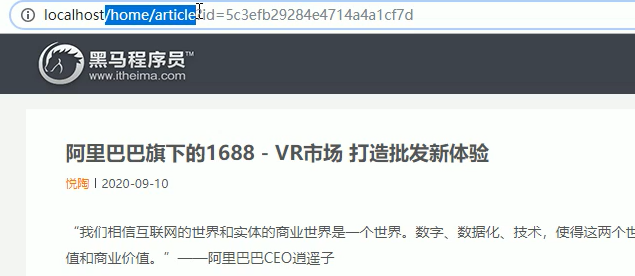 localhost/home/article?id=5c3efb29284e4714a4a1cf7d
黑马程序员™
www.itheima.com
阿里巴巴旗下的1688 - VR市场 打造批发新体验
悦陶 | 2020-09-10
“我们相信互联网的世界和实体的商业世界是一个世界。数字、数据化、技术，使得这两个世
值和商业价值。”——阿里巴巴CEO逍遥子